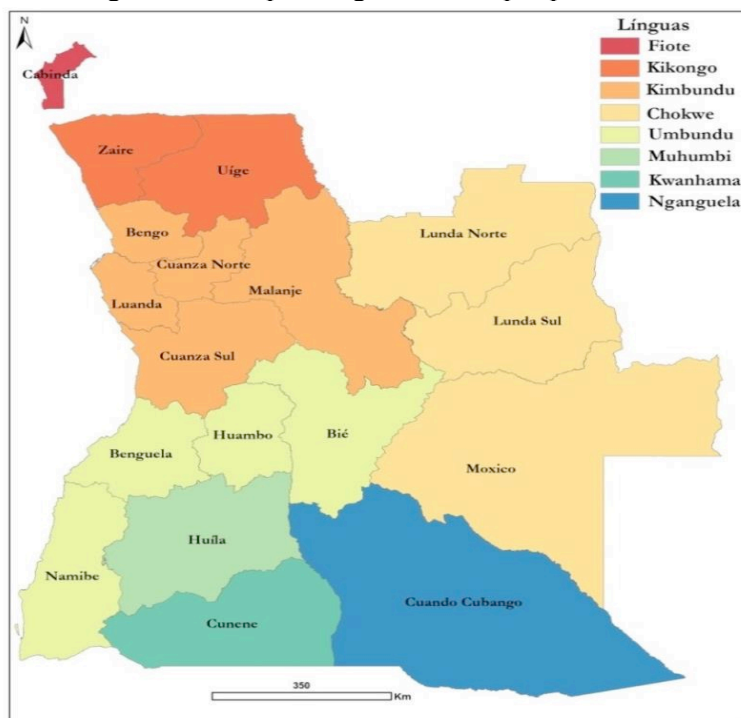 N
Línguas
Fiote
Kikongo
Kimbundu
Chokwe
Umbundu
Muhumbi
Kwanhama
Nganguela
Cabinda
Zaire
Uíge
Bengo
Cuanza Norte
Luanda
Malanje
Cuanza Sul
Lunda Norte
Lunda Sul
Benguela
Huambo
Bié
Moxico
Namibe
Huíla
Cunene
Cuando Cubango
350
Km